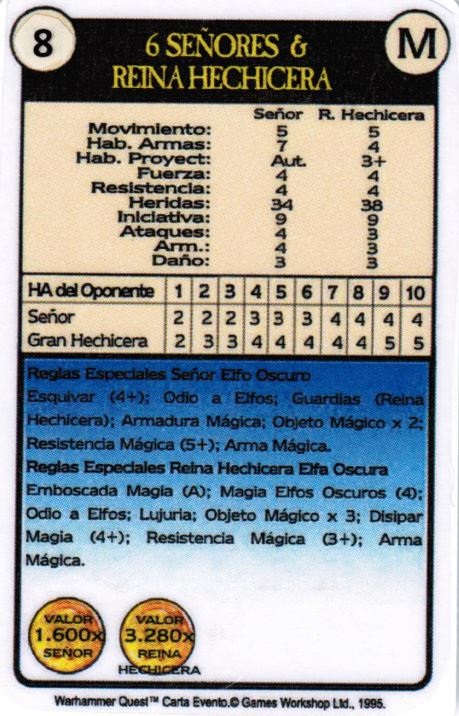 8
6 SEÑORES &
M
REINA HECHICERA
Señor R. Hechicera
Movimiento: 5 5
Hab. Armas: 7 4
Hab. Proyect: Aut. 3+
Fuerza: 4 4
Resistencia: 4 4
Heridas: 34 38
Iniciativa: 9 9
Ataques: 4 3
Arm.: 4 3
Daño: 3 3
HA del Oponente 1 2 3 4 5 6 7 8 9 10
Señor 2 2 2 3 3 3 4 4 4 4
Gran Hechicera 2 3 3 4 4 4 4 4 5 5
Reglas Especiales Señor Elfo Oscuro
Esquivar (4+); Odio a Elfos; Guardias (Reina
Hechicera); Armadura Mágica; Objeto Mágico x 2;
Resistencia Mágica (5+); Arma Mágica.
Reglas Especiales Reina Hechicera Elfa Oscura
Emboscada Magia (A); Magia Elfos Oscuros (4);
Odio a Elfos; Lujuria; Objeto Mágico x 3; Disipar
Magia (4+); Resistencia Mágica (3+); Arma
Mágica.
VALOR
1.600x
SEÑOR
VALOR
3.280x
REINA
HECHICERA
Warhammer Quest™ Carta Evento.© Games Workshop Ltd., 1995.